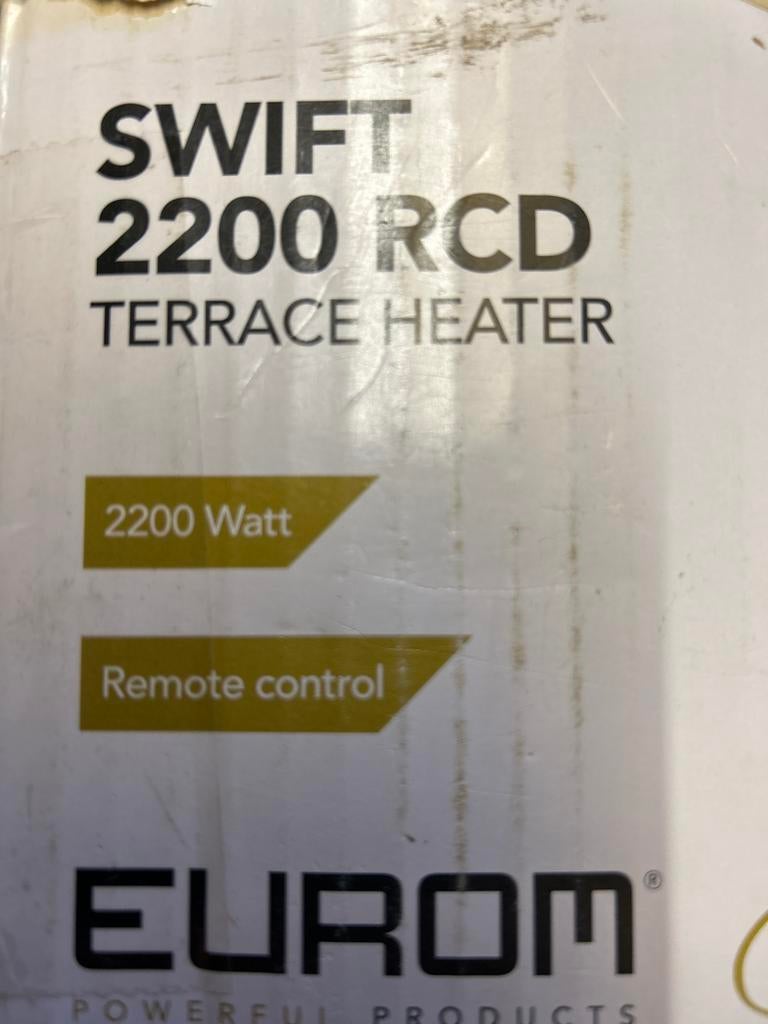 SWIFT
2200 RCD
TERRACE HEATER
2200 Watt
Remote control
EUROM®
POWERFUL PRODUCTS